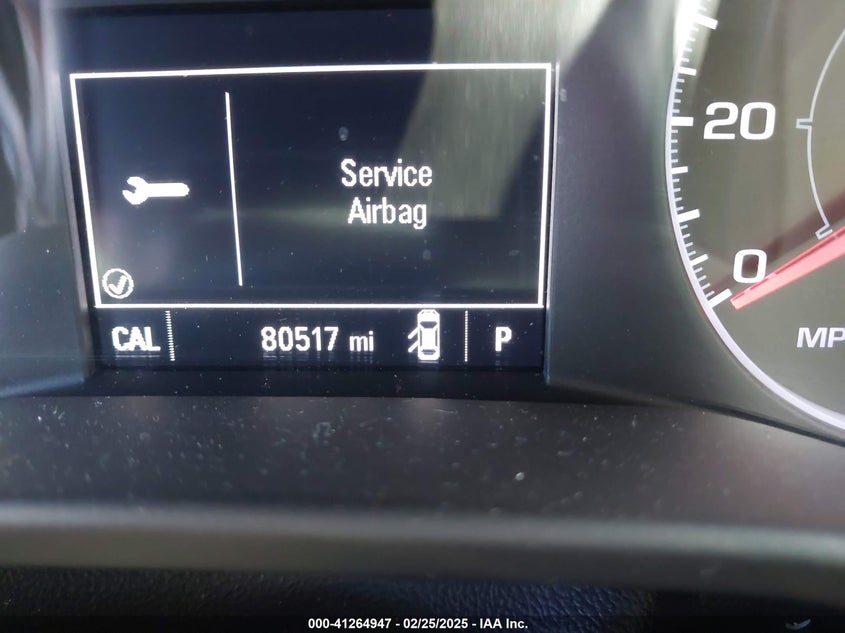 Service
Airbag
CAL 80517 mi P
20
0
MP
000-41264947 / 02/25/2025 - IAA Inc.